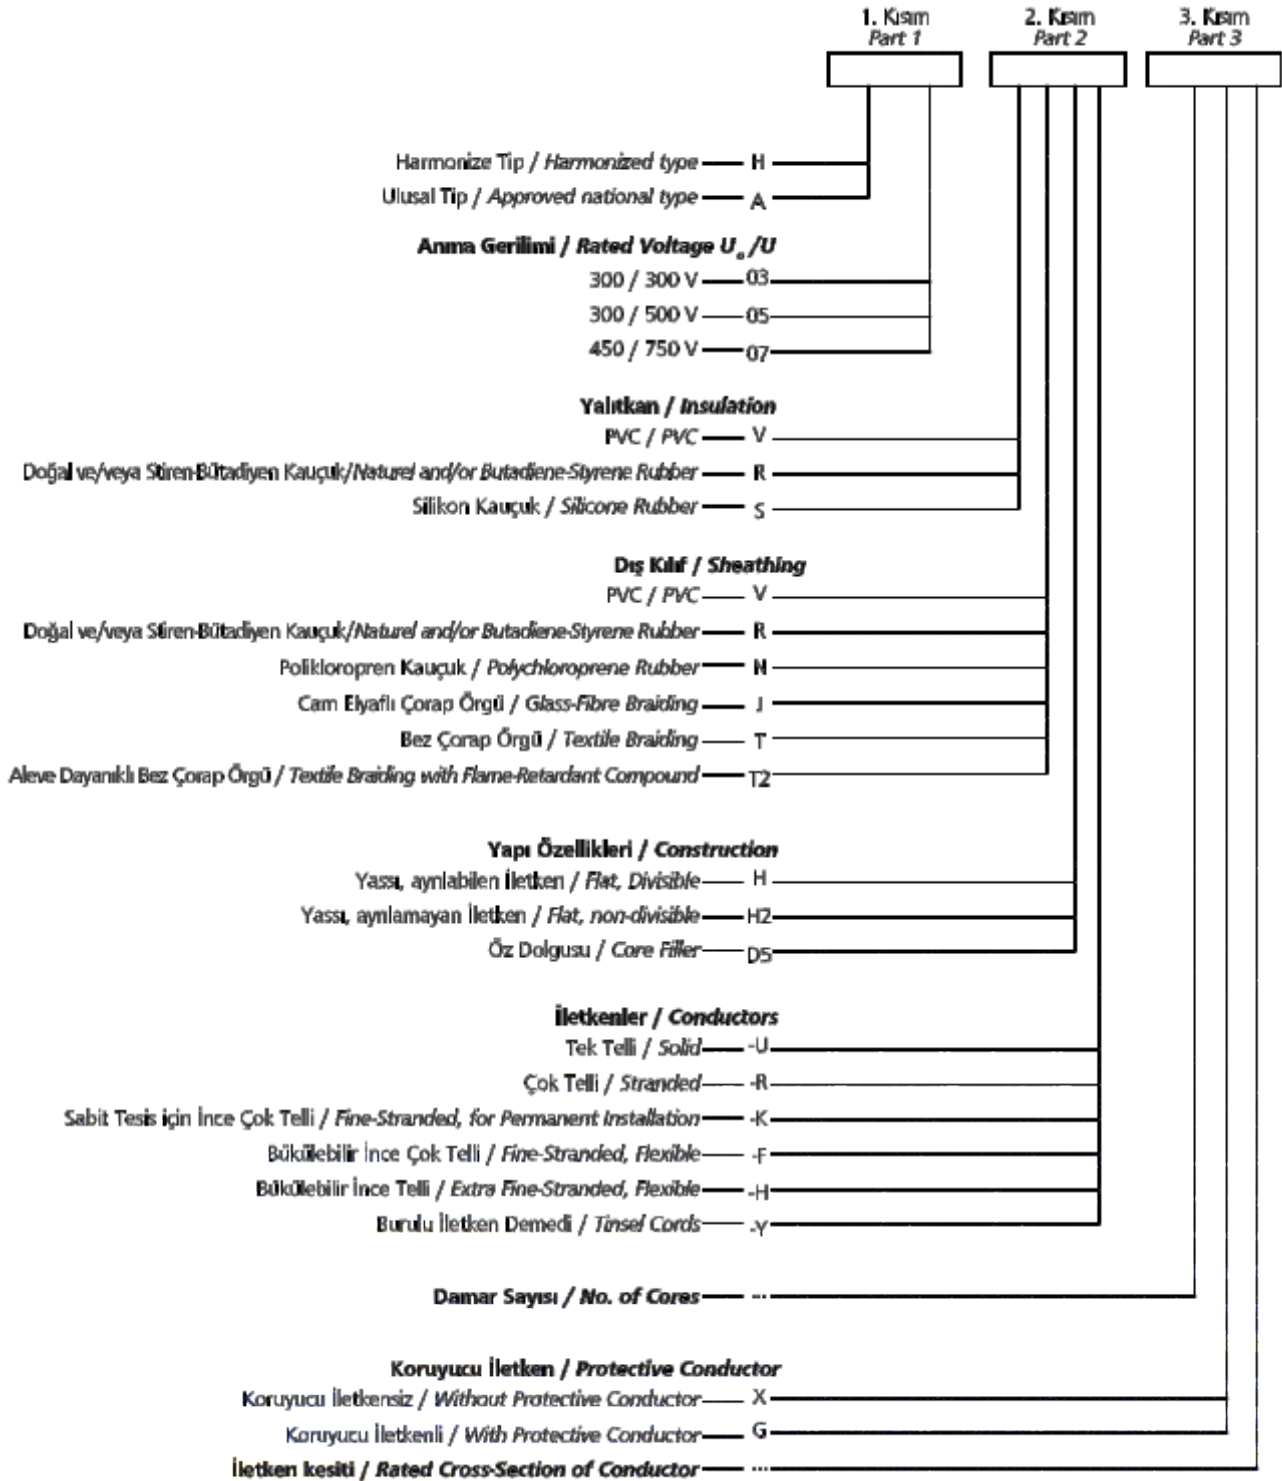 1. Kısım 2. Kısım 3. Kısım
Part 1 Part 2 Part 3
Harmonize Tip / Harmonized type H
Ulusal Tip / Approved national type A
Anma Gerilimi / Rated Voltage Uo/U
300 / 300 V 03
300 / 500 V 05
450 / 750 V 07
Yalıtkan / Insulation
PVC / PVC V
Doğal ve/veya Stiren-Bütadiyen Kauçuk/Naturel and/or Butadiene-Styrene Rubber R
Silikon Kauçuk / Silicone Rubber S
Dış Kılıf / Sheathing
PVC / PVC V
Doğal ve/veya Stiren-Bütadiyen Kauçuk/Naturel and/or Butadiene-Styrene Rubber R
Polikloropren Kauçuk / Polychloroprene Rubber N
Cam Elyaflı Çorap Örgü / Glass-Fibre Braiding J
Bez Çorap Örgü / Textile Braiding T
Aleve Dayanıklı Bez Çorap Örgü / Textile Braiding with Flame-Retardant Compound T2
Yapı Özellikleri / Construction
Yassı, ayrılabilen İletken / Flat, Divisible H
Yassı, ayrılamayan İletken / Flat, non-divisible H2
Öz Dolgusu / Core Filler D5
İletkenler / Conductors
Tek Telli / Solid -U
Çok Telli / Stranded -R
Sabit Tesis için İnce Çok Telli / Fine-Stranded, for Permanent Installation -K
Bükülebilir İnce Çok Telli / Fine-Stranded, Flexible -F
Bükülebilir İnce Telli / Extra Fine-Stranded, Flexible -H
Burulu İletken Demedi / Tinsel Cords -Y
Damar Sayısı / No. of Cores ...
Koruyucu İletken / Protective Conductor
Koruyucu İletkensiz / Without Protective Conductor X
Koruyucu İletkenli / With Protective Conductor G
İletken kesiti / Rated Cross-Section of Conductor ...